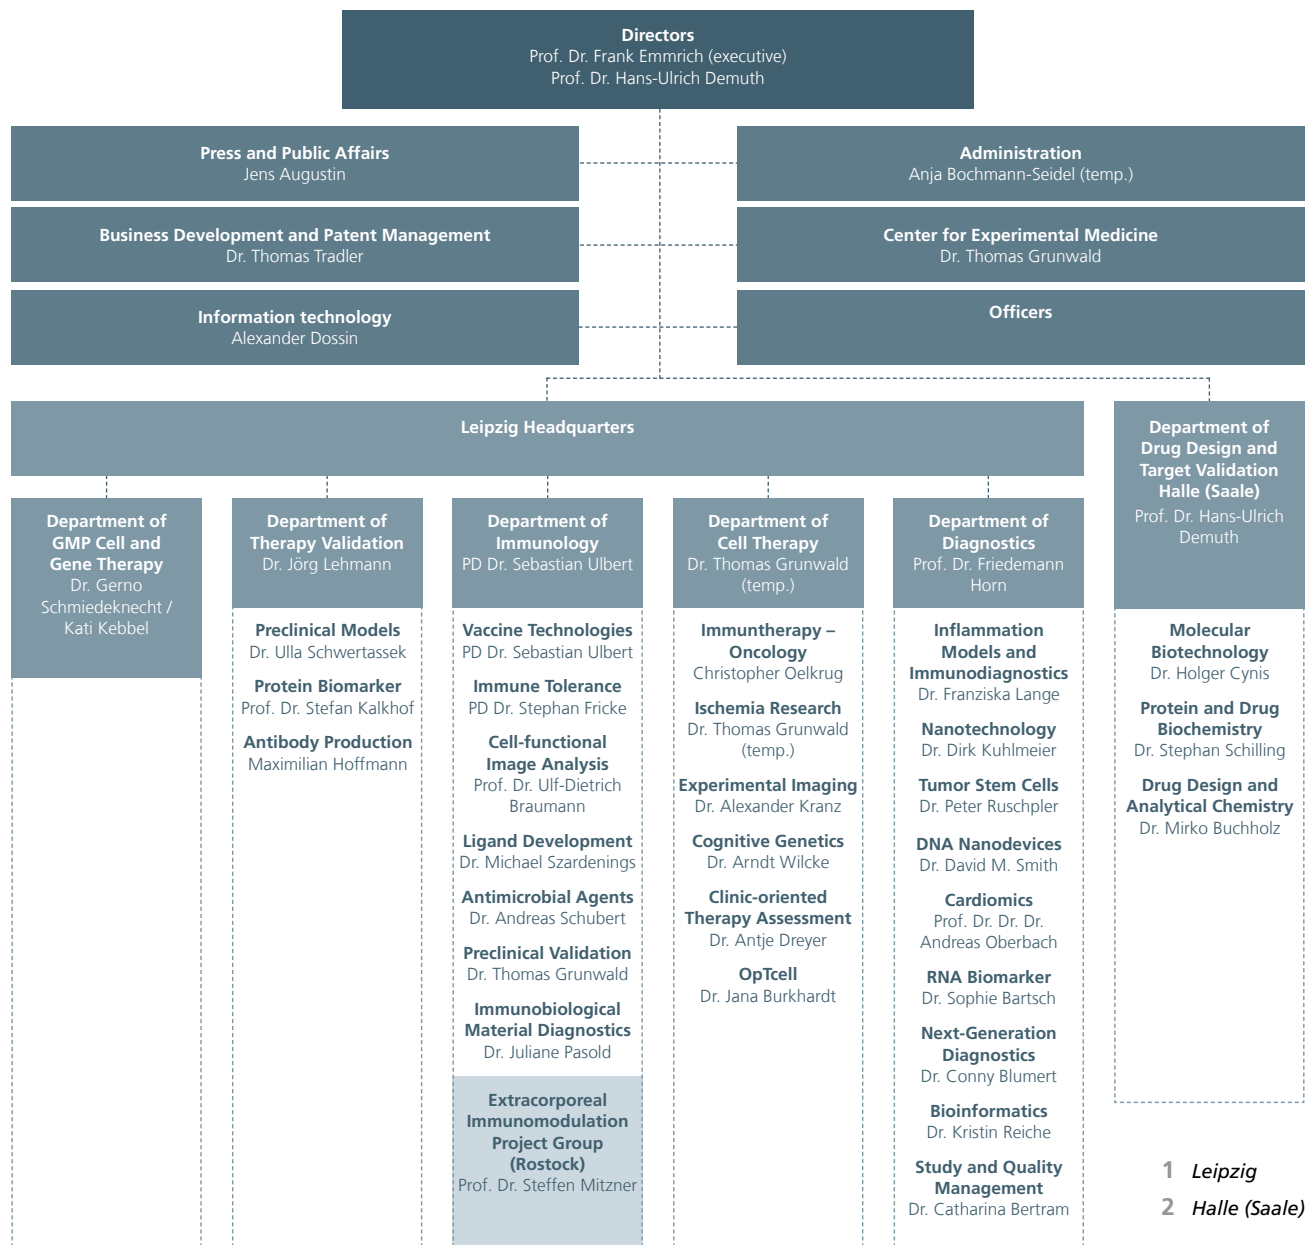 Directors
Prof. Dr. Frank Emmrich (executive)
Prof. Dr. Hans-Ulrich Demuth
Press and Public Affairs
Jens Augustin
Administration
Anja Bochmann-Seidel (temp.)
Business Development and Patent Management
Dr. Thomas Tradler
Center for Experimental Medicine
Dr. Thomas Grunwald
Information technology
Alexander Dossin
Officers
Leipzig Headquarters
Department of
GMP Cell and
Gene Therapy
Dr. Gerno
Schmiedeknecht /
Kati Kebbel
Department of
Therapy Validation
Dr. Jörg Lehmann
Preclinical Models
Dr. Ulla Schwertassek
Protein Biomarker
Prof. Dr. Stefan Kalkhof
Antibody Production
Maximilian Hoffmann
Department of
Immunology
PD Dr. Sebastian Ulbert
Vaccine Technologies
PD Dr. Sebastian Ulbert
Immune Tolerance
PD Dr. Stephan Fricke
Cell-functional
Image Analysis
Prof. Dr. Ulf-Dietrich
Braumann
Ligand Development
Dr. Michael Szardenings
Antimicrobial Agents
Dr. Andreas Schubert
Preclinical Validation
Dr. Thomas Grunwald
Immunobiological
Material Diagnostics
Dr. Juliane Pasold
Extracorporeal
Immunomodulation
Project Group
(Rostock)
Prof. Dr. Steffen Mitzner
Department of
Cell Therapy
Dr. Thomas Grunwald
(temp.)
Immuntherapy –
Oncology
Christopher Oelkrug
Ischemia Research
Dr. Thomas Grunwald
(temp.)
Experimental Imaging
Dr. Alexander Kranz
Cognitive Genetics
Dr. Arndt Wilcke
Clinic-oriented
Therapy Assessment
Dr. Antje Dreyer
OpTcell
Dr. Jana Burkhardt
Department of
Diagnostics
Prof. Dr. Friedemann
Horn
Inflammation
Models and
Immunodiagnostics
Dr. Franziska Lange
Nanotechnology
Dr. Dirk Kuhlmeier
Tumor Stem Cells
Dr. Peter Ruschpler
DNA Nanodevices
Dr. David M. Smith
Cardiomics
Prof. Dr. Dr. Dr.
Andreas Oberbach
RNA Biomarker
Dr. Sophie Bartsch
Next-Generation
Diagnostics
Dr. Conny Blumert
Bioinformatics
Dr. Kristin Reiche
Study and Quality
Management
Dr. Catharina Bertram
Department of
Drug Design and
Target Validation
Halle (Saale)
Prof. Dr. Hans-Ulrich
Demuth
Molecular
Biotechnology
Dr. Holger Cynis
Protein and Drug
Biochemistry
Dr. Stephan Schilling
Drug Design and
Analytical Chemistry
Dr. Mirko Buchholz
1 Leipzig
2 Halle (Saale)